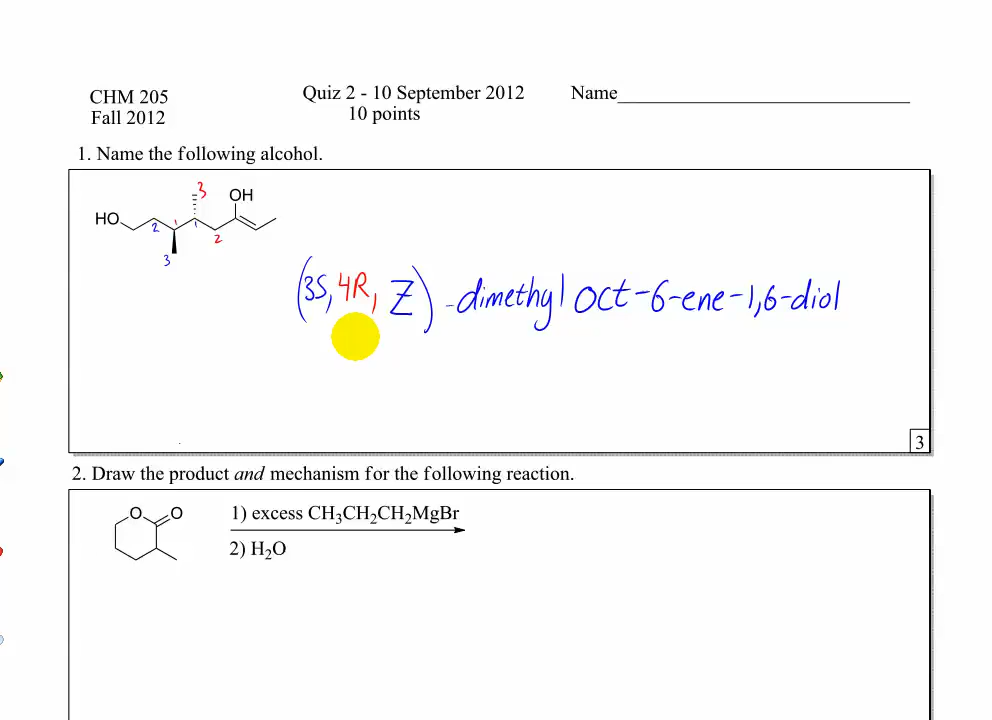 CHM 205 Quiz 2 - 10 September 2012 Name______________________________
Fall 2012 10 points
1. Name the following alcohol.
3 OH
HO 2 1 1 2
3
(3S, 4R, Z) -dimethyl oct-6-ene-1,6-diol
3
2. Draw the product and mechanism for the following reaction.
O O 1) excess CH₃CH₂CH₂MgBr
2) H₂O